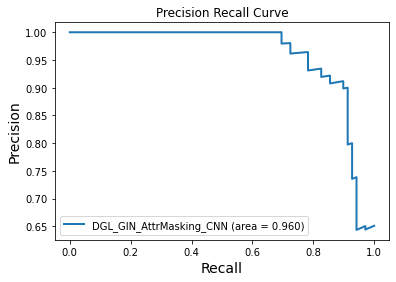 Precision Recall Curve
1.00
0.95
0.90
0.85
0.80
0.75
0.70
0.65
Precision
DGL_GIN_AttrMasking_CNN (area = 0.960)
0.0 0.2 0.4 0.6 0.8 1.0
Recall